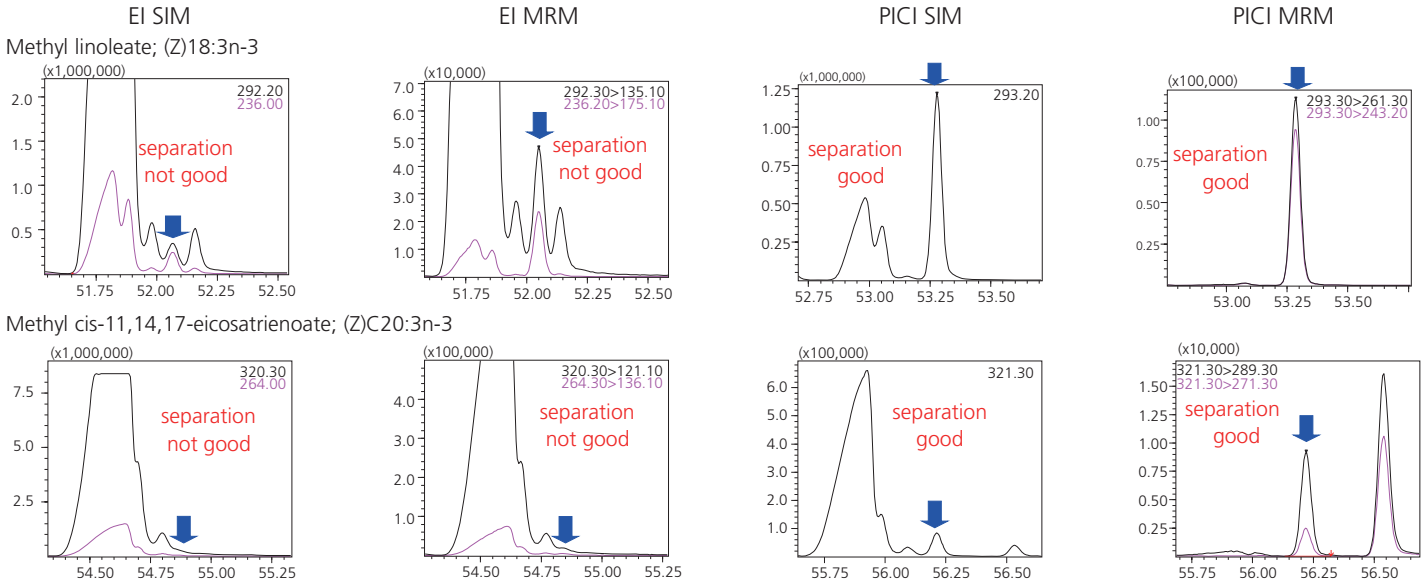 EI SIM
EI MRM
PICI SIM
PICI MRM
Methyl linoleate; (Z)18:3n-3
(x1,000,000)
292.20
236.00
2.0
1.5
1.0
0.5
separation
not good
51.75 52.00 52.25 52.50
(x10,000)
292.30>135.10
236.20>175.10
7.0
6.0
5.0
4.0
3.0
2.0
1.0
separation
not good
51.75 52.00 52.25 52.50
(x1,000,000)
293.20
1.25
1.00
0.75
0.50
0.25
separation
good
52.75 53.00 53.25 53.50
(x100,000)
293.30>261.30
293.30>243.20
1.00
0.75
0.50
0.25
separation
good
53.00 53.25 53.50
Methyl cis-11,14,17-eicosatrienoate; (Z)C20:3n-3
(x1,000,000)
320.30
264.00
7.5
5.0
2.5
separation
not good
54.50 54.75 55.00 55.25
(x100,000)
320.30>121.10
264.30>136.10
4.0
3.0
2.0
1.0
separation
not good
54.50 54.75 55.00 55.25
(x100,000)
321.30
6.0
5.0
4.0
3.0
2.0
1.0
separation
good
55.75 56.00 56.25 56.50
(x10,000)
321.30>289.30
321.30>271.30
1.50
1.25
1.00
0.75
0.50
0.25
separation
good
55.75 56.00 56.25 56.50